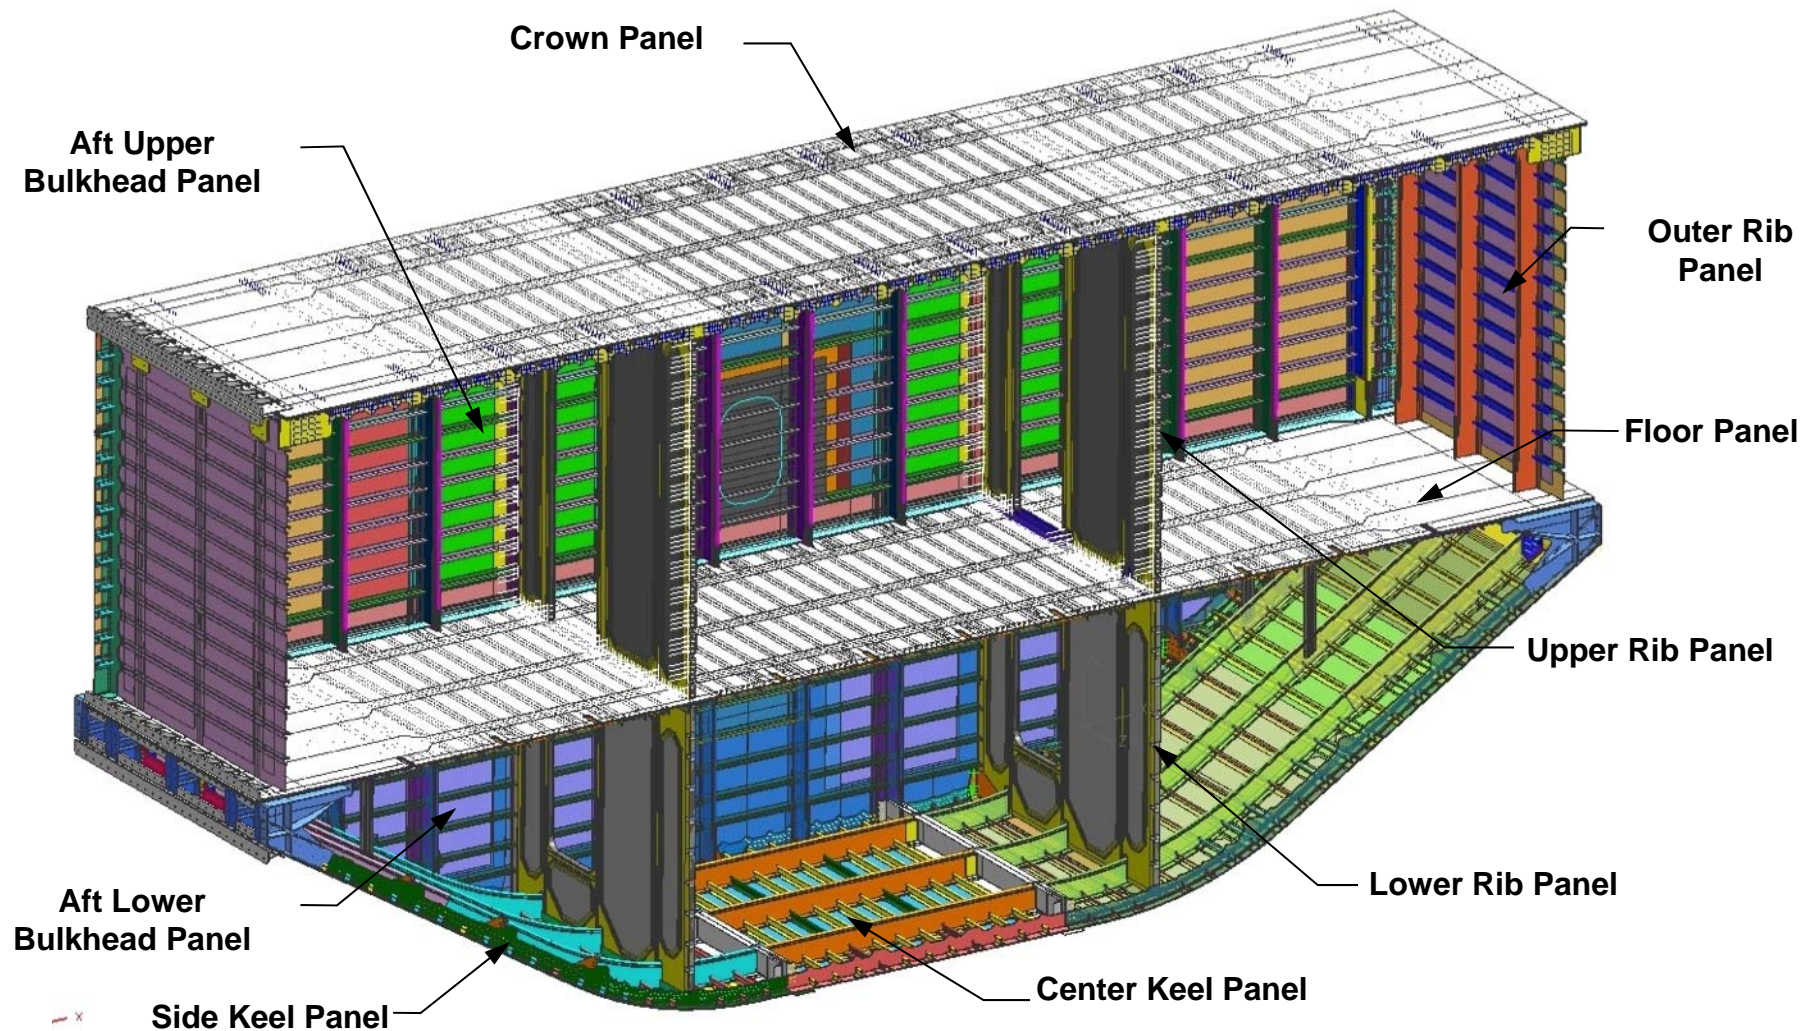 Crown Panel
Aft Upper
Bulkhead Panel
Outer Rib
Panel
Floor Panel
Upper Rib Panel
Lower Rib Panel
Aft Lower
Bulkhead Panel
Center Keel Panel
Side Keel Panel
X
Z